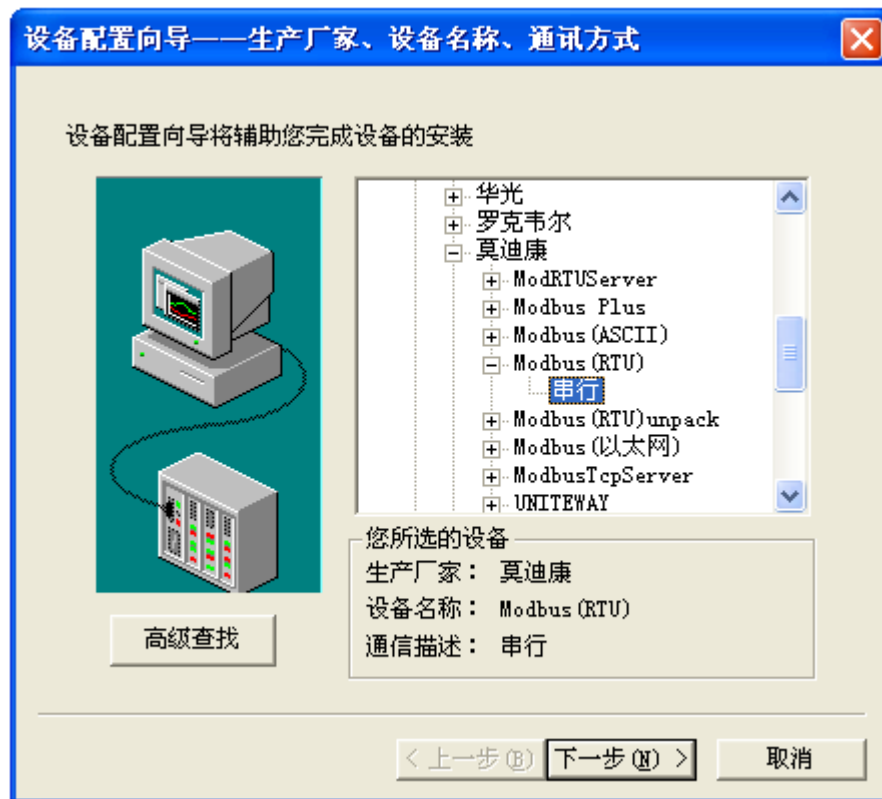 设备配置向导——生产厂家、设备名称、通讯方式
设备配置向导将辅助您完成设备的安装
华光
罗克韦尔
莫迪康
ModRTUServer
Modbus Plus
Modbus(ASCII)
Modbus(RTU)
串行
Modbus(RTU)unpack
Modbus(以太网)
ModbusTcpServer
UNITEWAY
您所选的设备
生产厂家： 莫迪康
设备名称： Modbus(RTU)
通信描述： 串行
高级查找
< 上一步(B) 下一步(N) > 取消